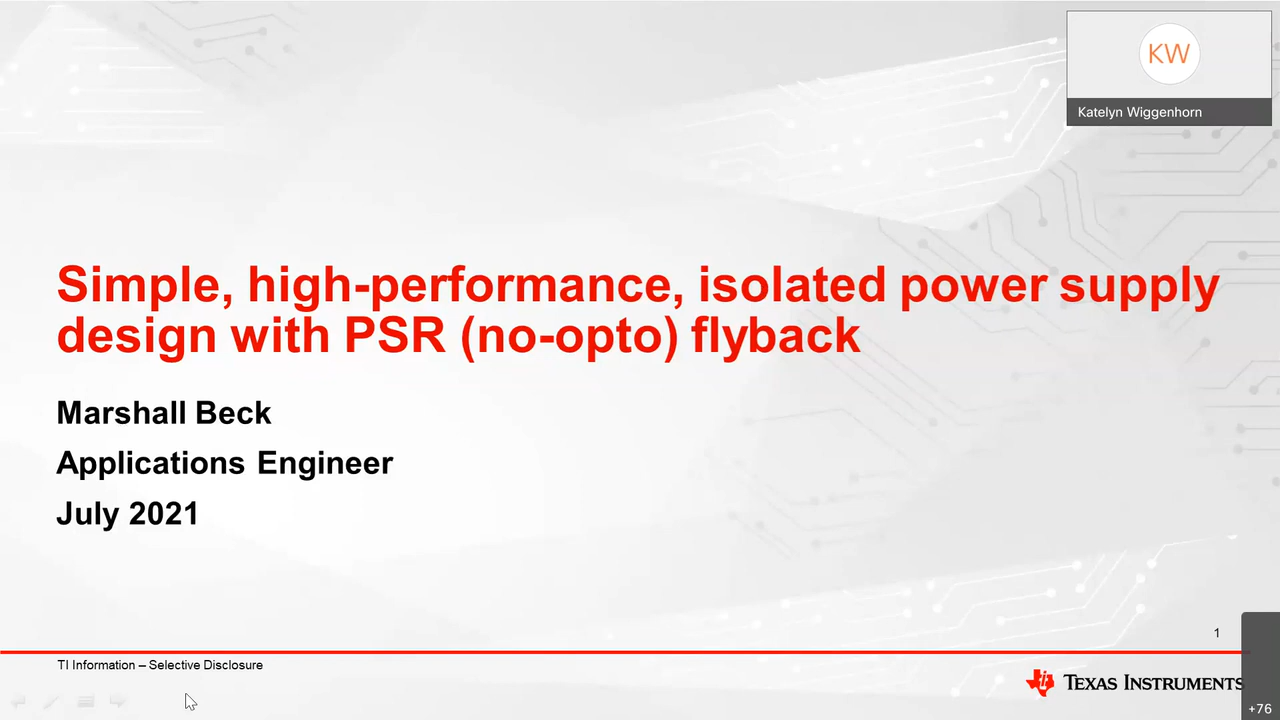 KW
Katelyn Wiggenhorn
Simple, high-performance, isolated power supply
design with PSR (no-opto) flyback
Marshall Beck
Applications Engineer
July 2021
1
TI Information – Selective Disclosure
TEXAS INSTRUMENTS
+76